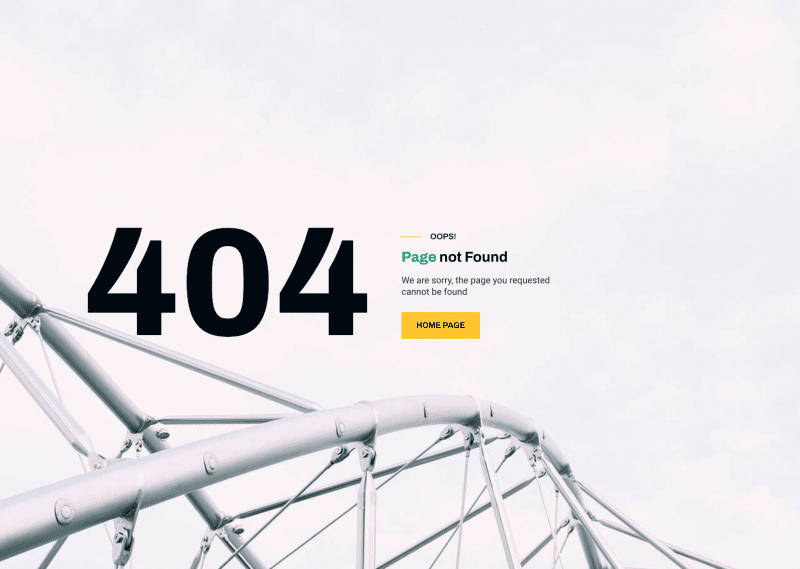 404
OOPS!
Page not Found
We are sorry, the page you requested
cannot be found
HOME PAGE